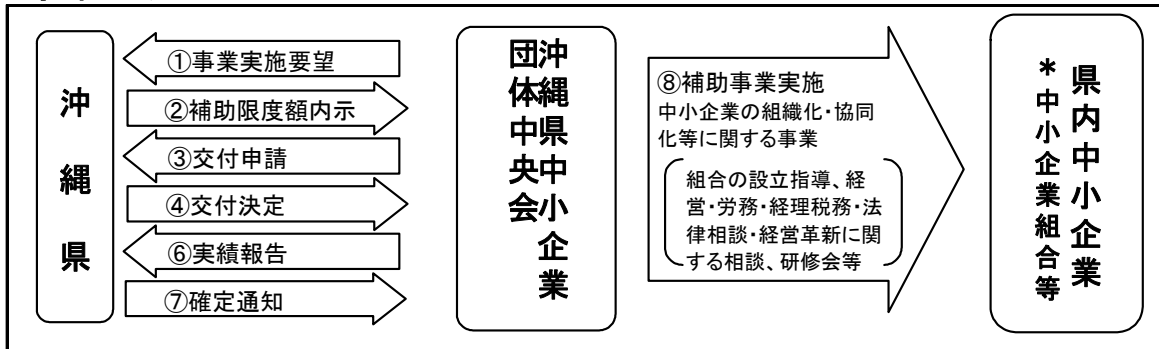 沖縄県
①事業実施要望
②補助限度額内示
③交付申請
④交付決定
⑥実績報告
⑦確定通知
沖縄県中小企業
団体中央会
⑧補助事業実施
中小企業の組織化・協同
化等に関する事業
組合の設立指導、経
営・労務・経理税務・法
律相談・経営革新に関
する相談、研修会等
県内中小企業
*中小企業組合等